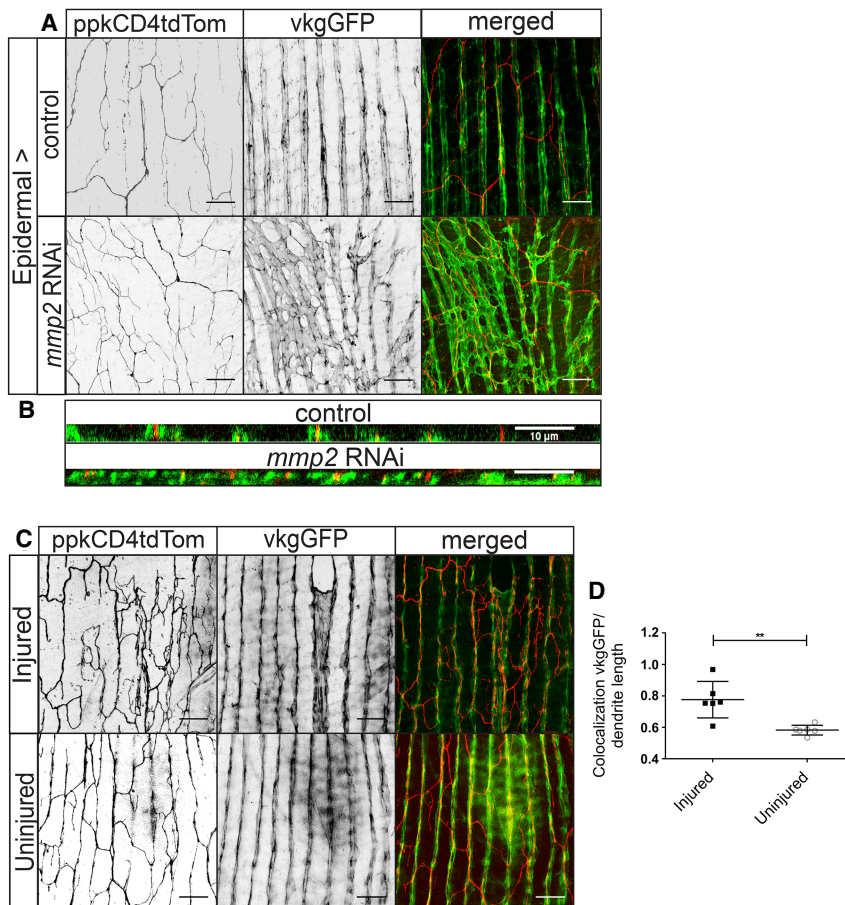 A ppkCD4tdTom vkgGFP merged
Epidermal >
control
mmp2 RNAi
B
control
10 µm
mmp2 RNAi
C ppkCD4tdTom vkgGFP merged
Injured
Uninjured
D
Colocalization vkgGFP/
dendrite length
1.2
1.0
0.8
0.6
0.4
**
Injured
Uninjured